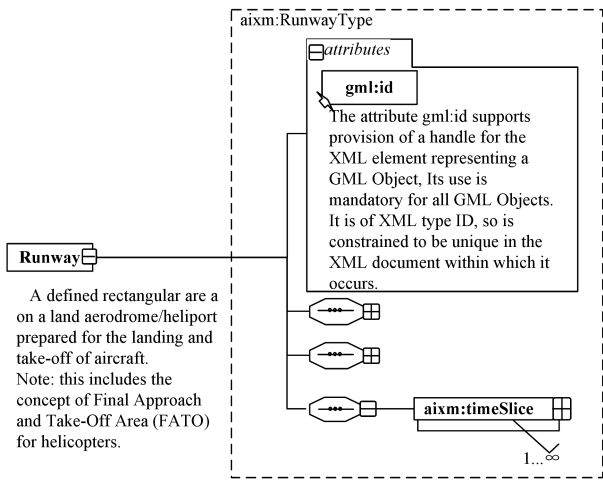 aixm:RunwayType
attributes
gml:id
The attribute gml:id supports
provision of a handle for the
XML element representing a
GML Object, Its use is
mandatory for all GML Objects.
It is of XML type ID, so is
constrained to be unique in the
XML document within which it
occurs.
Runway
A defined rectangular are a
on a land aerodrome/heliport
prepared for the landing and
take-off of aircraft.
Note: this includes the
concept of Final Approach
and Take-Off Area (FATO)
for helicopters.
aixm:timeSlice
1...∞